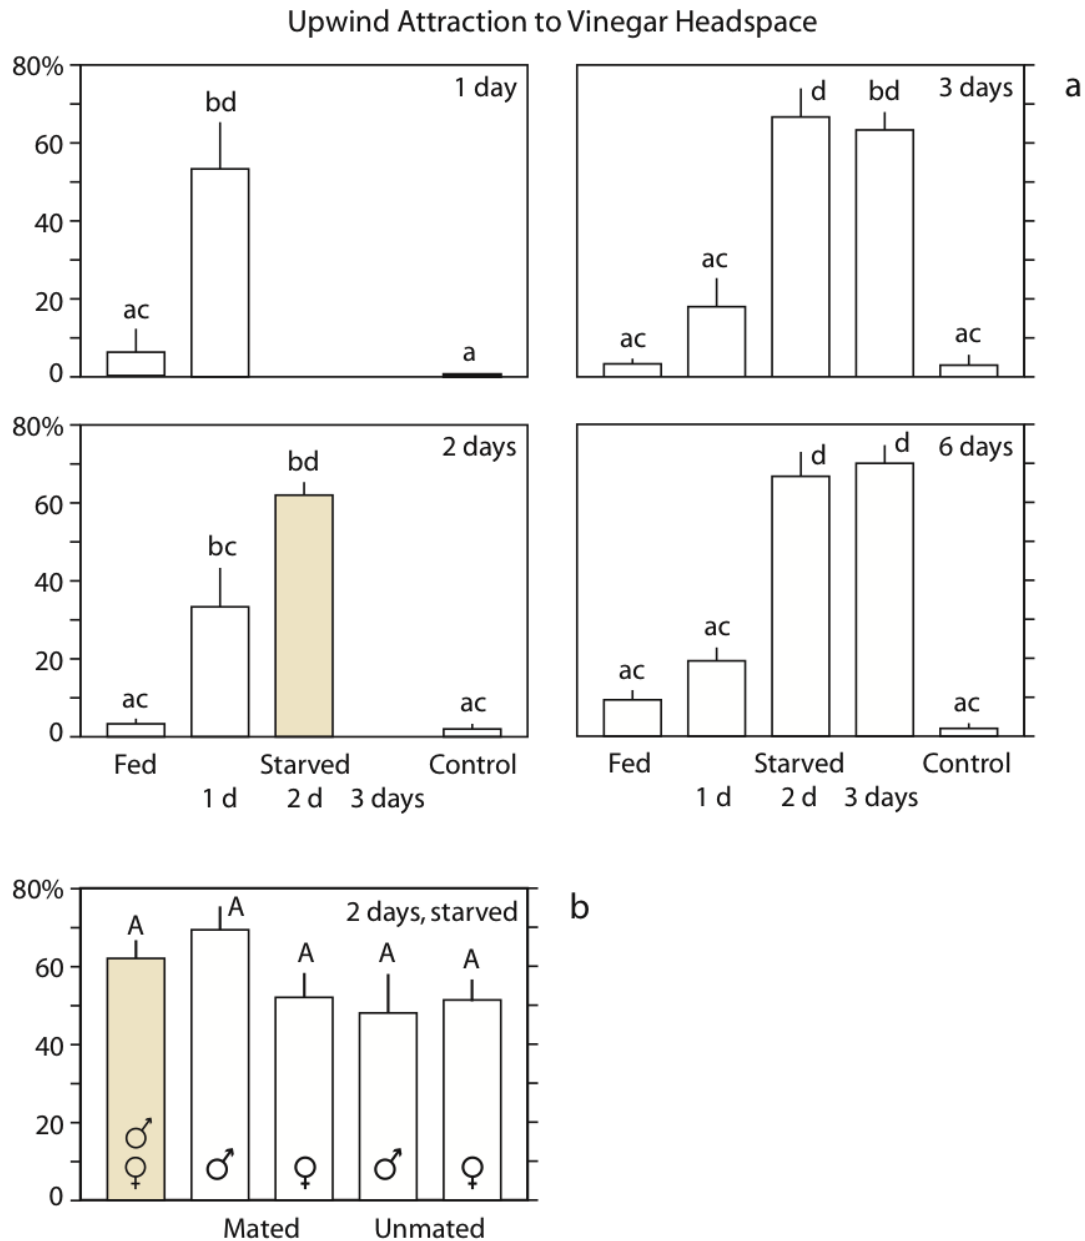 Upwind Attraction to Vinegar Headspace
a
80%
60
40
20
0
1 day
ac
bd
a
3 days
ac
ac
d
bd
ac
80%
60
40
20
0
2 days
ac
bc
bd
ac
Fed Starved Control
1 d 2 d 3 days
6 days
ac
ac
d
d
ac
Fed Starved Control
1 d 2 d 3 days
b
80%
60
40
20
0
2 days, starved
A
A
A
A
A
♂
♀
♂ ♀ ♂ ♀
Mated Unmated